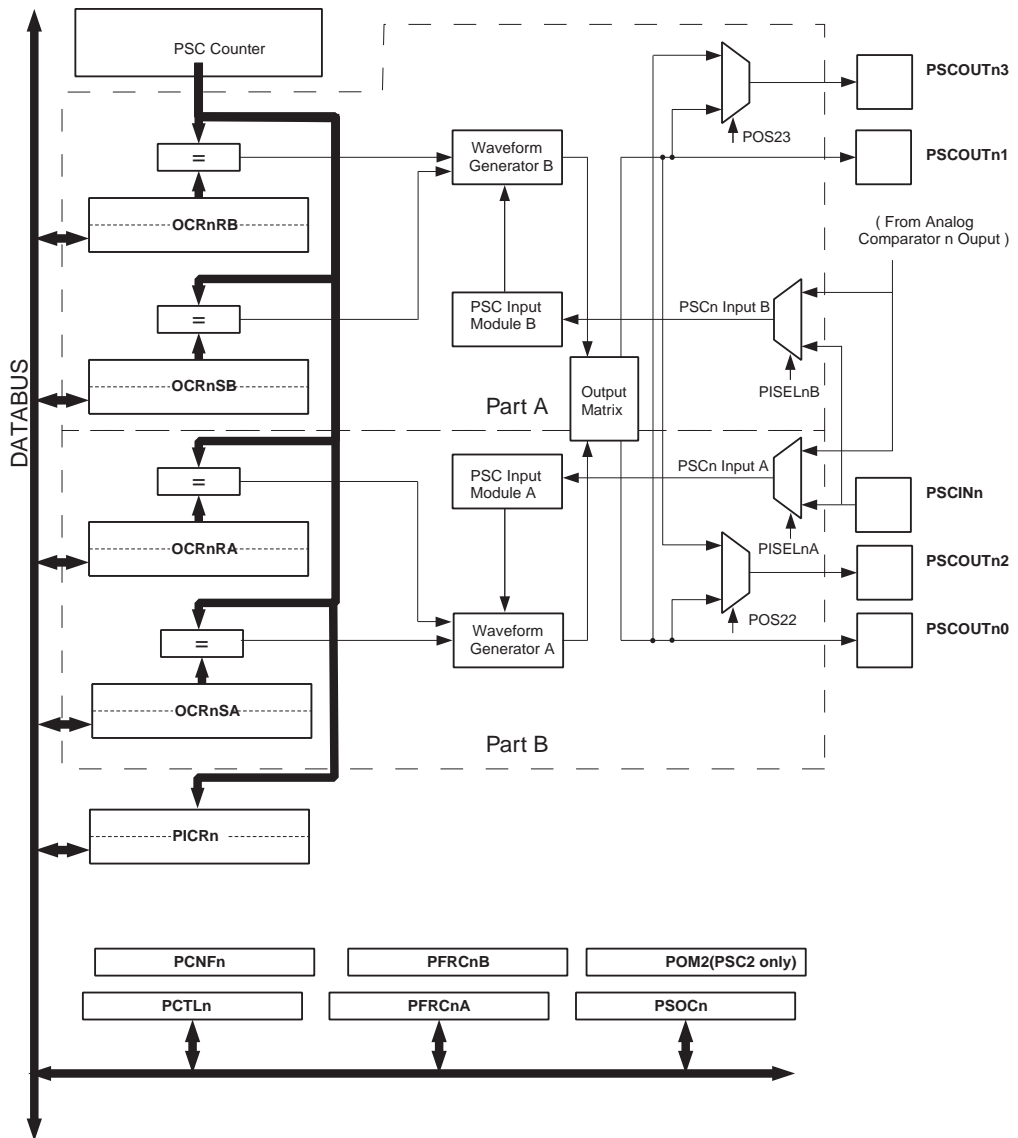 PSC Counter
PSCOUTn3
POS23
=
Waveform
Generator B
PSCOUTn1
OCRnRB
( From Analog
Comparator n Ouput )
=
PSC Input
Module B
PSCn Input B
OCRnSB
Part A
Output
Matrix
PISELnB
DATABUS
=
PSC Input
Module A
PSCn Input A
PSCINn
OCRnRA
PISELnA
PSCOUTn2
=
Waveform
Generator A
POS22
PSCOUTn0
OCRnSA
Part B
PICRn
PCNFn
PFRCnB
POM2(PSC2 only)
PCTLn
PFRCnA
PSOCn